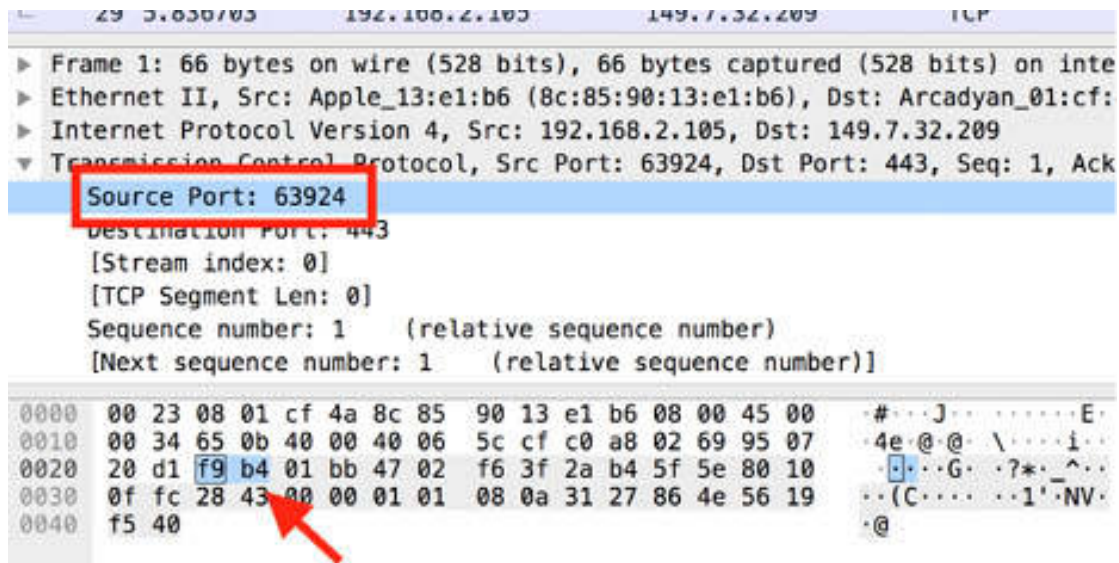 29 5.836703 192.168.2.105 149.7.32.209 TCP
Frame 1: 66 bytes on wire (528 bits), 66 bytes captured (528 bits) on inte
Ethernet II, Src: Apple_13:e1:b6 (8c:85:90:13:e1:b6), Dst: Arcadyan_01:cf:
Internet Protocol Version 4, Src: 192.168.2.105, Dst: 149.7.32.209
Transmission Control Protocol, Src Port: 63924, Dst Port: 443, Seq: 1, Ack
Source Port: 63924
Destination Port: 443
[Stream index: 0]
[TCP Segment Len: 0]
Sequence number: 1 (relative sequence number)
[Next sequence number: 1 (relative sequence number)]
0000 00 23 08 01 cf 4a 8c 85 90 13 e1 b6 08 00 45 00 ·#···J·· ······E·
0010 00 34 65 0b 40 00 40 06 5c cf c0 a8 02 69 95 07 ·4e·@·@· \····i··
0020 20 d1 f9 b4 01 bb 47 02 f6 3f 2a b4 5f 5e 80 10 ·····G· ·?*·_^··
0030 0f fc 28 43 00 00 01 01 08 0a 31 27 86 4e 56 19 ··(C···· ··1'·NV·
0040 f5 40 ·@